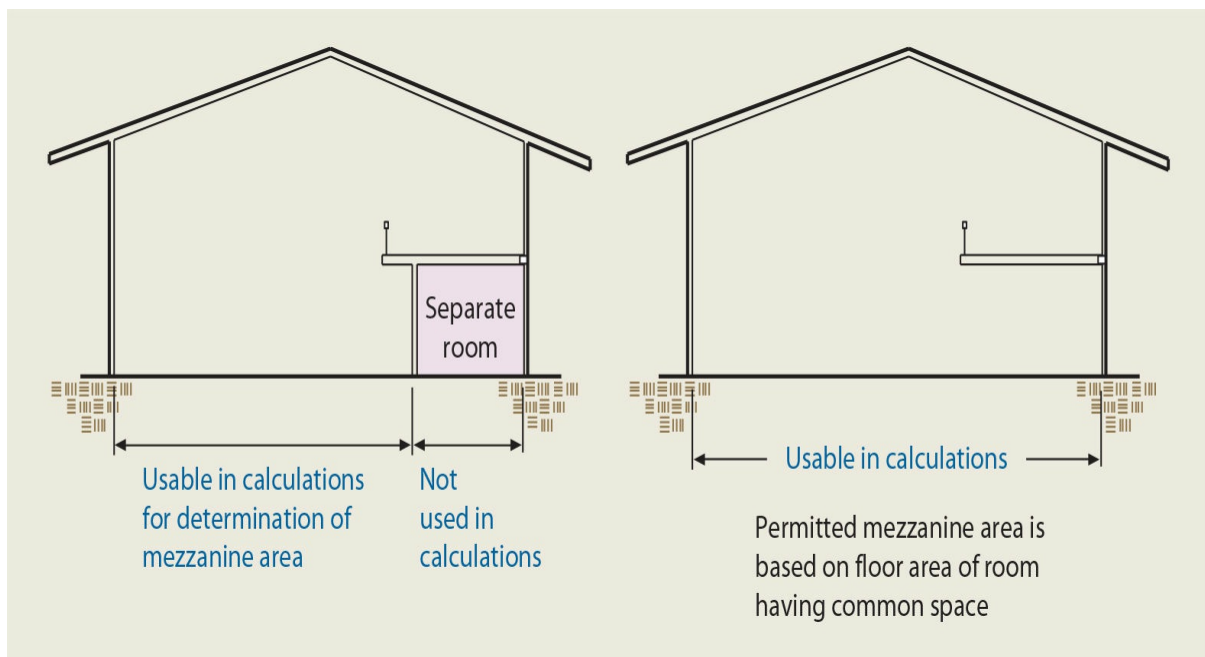 Separate
room
Usable in calculations
for determination of
mezzanine area
Not
used in
calculations
Usable in calculations
Permitted mezzanine area is
based on floor area of room
having common space